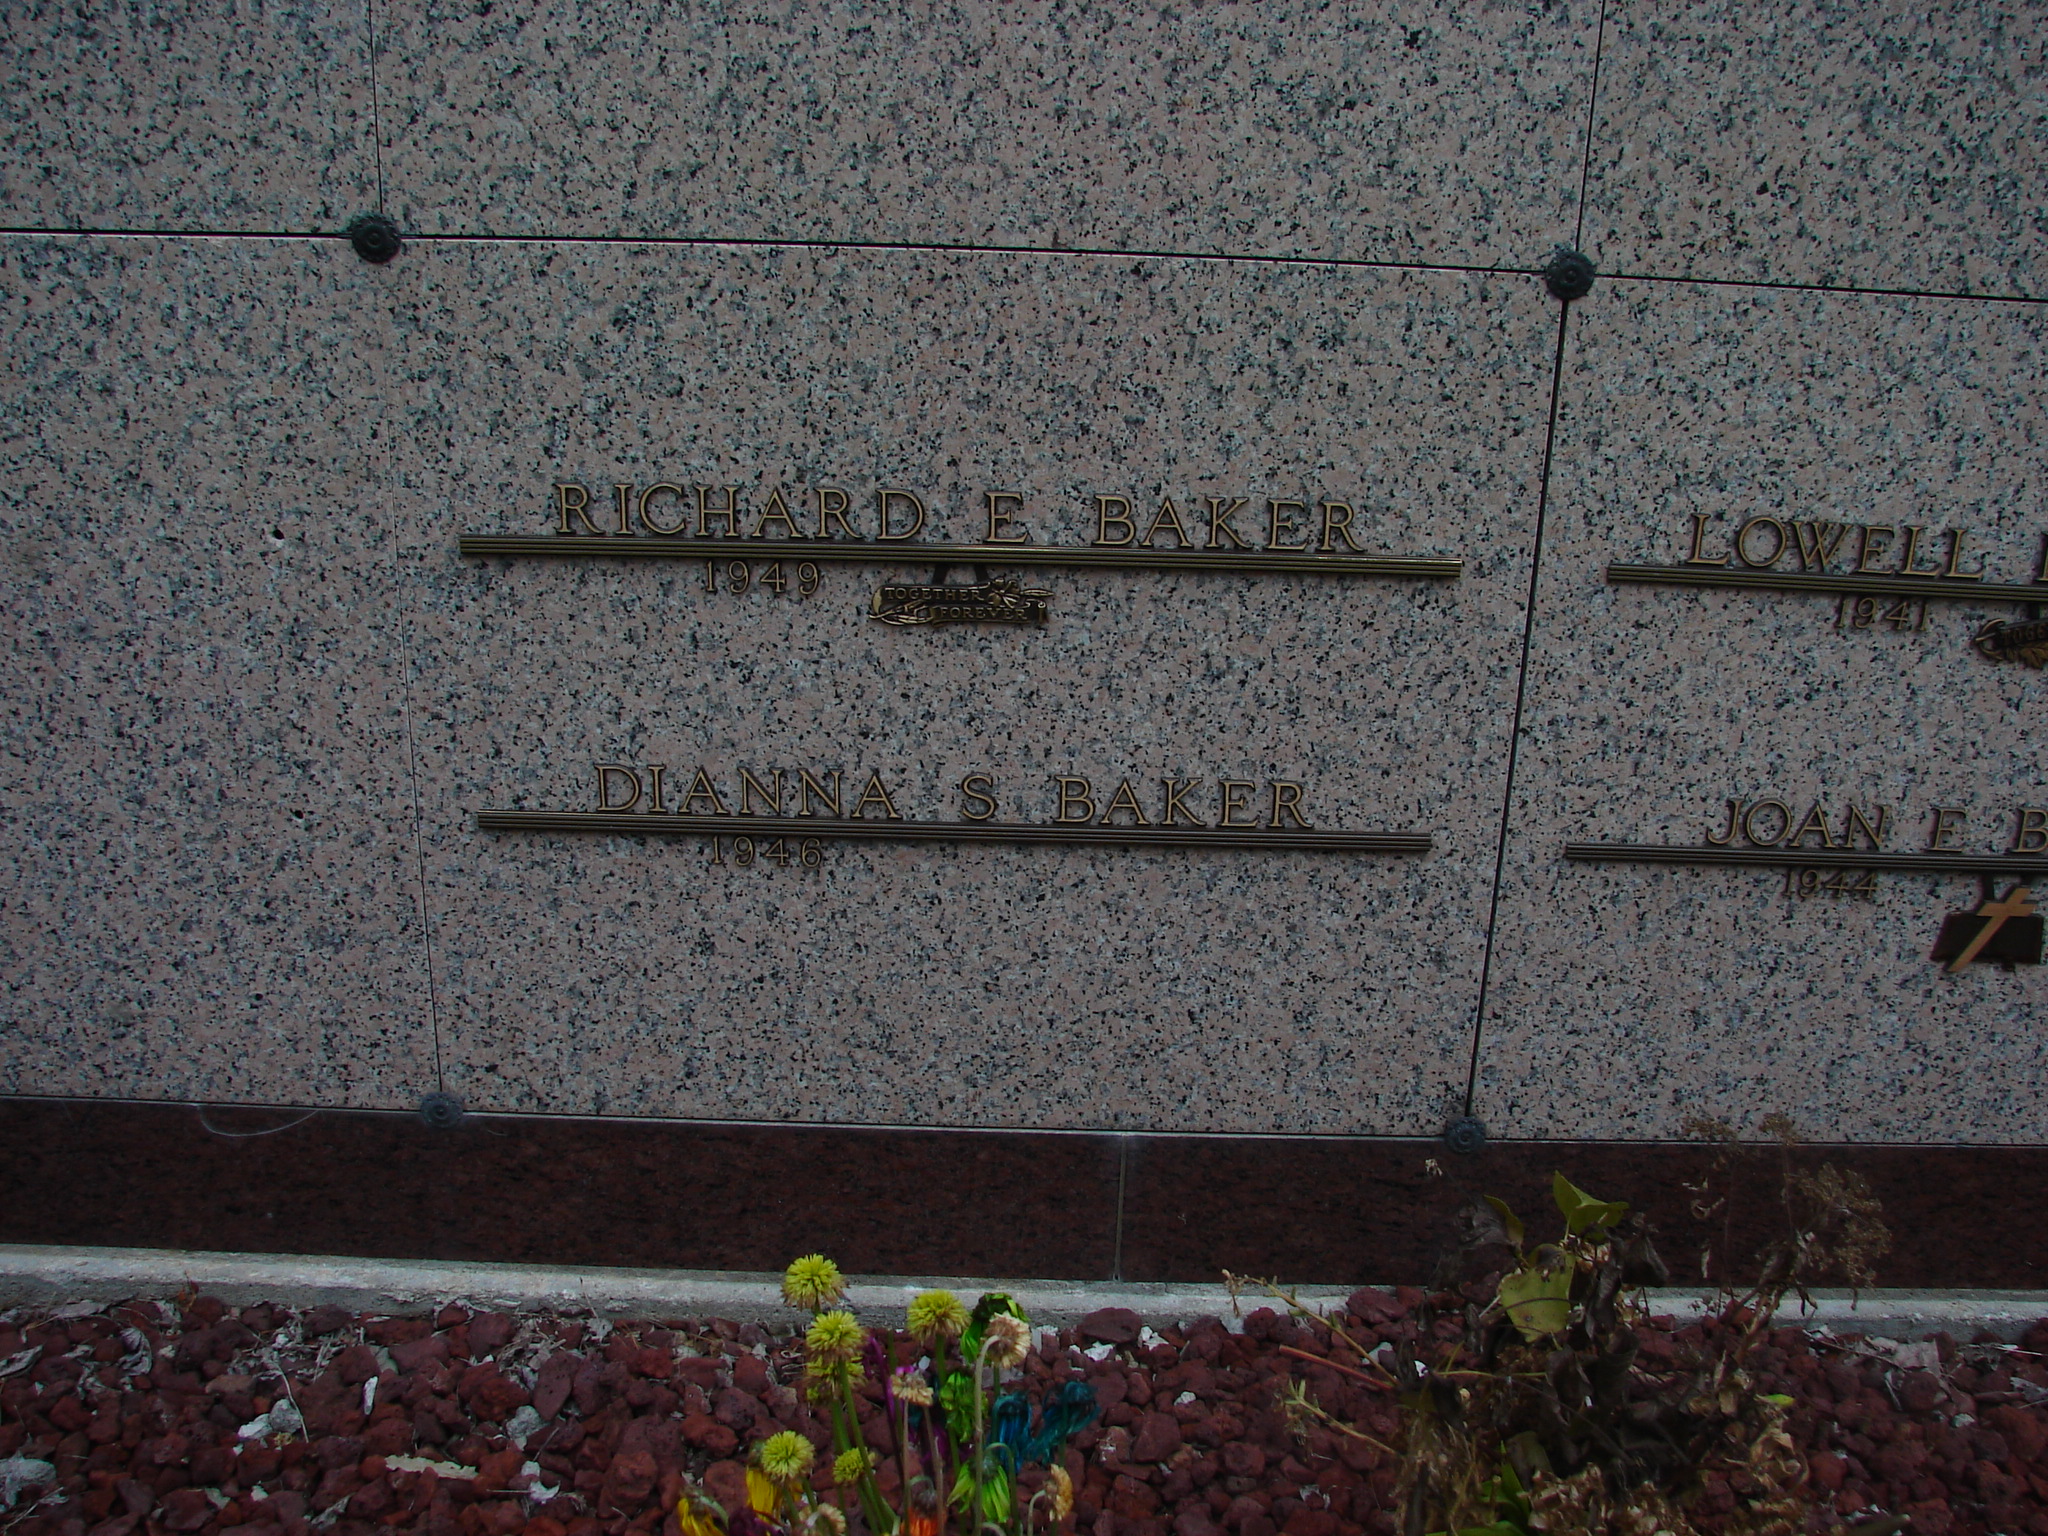 RICHARD E BAKER
1949
TOGETHER
FOREVER
DIANNA S BAKER
1946
LOWELL
1941
JOAN E B
1944